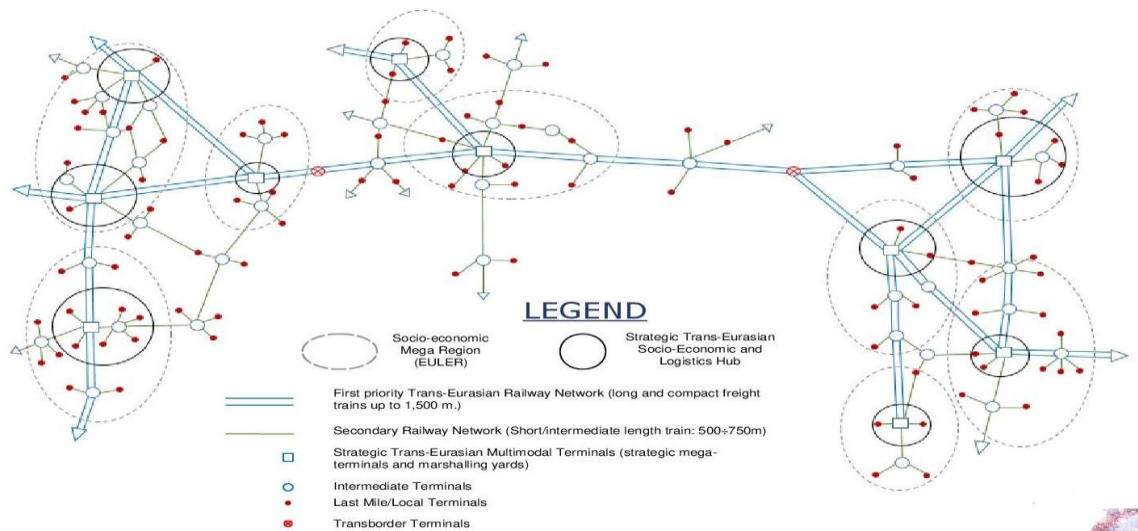 LEGEND
Socio-economic
Mega Region
(EULER)
Strategic Trans-Eurasian
Socio-Economic and
Logistics Hub
First priority Trans-Eurasian Railway Network (long and compact freight
trains up to 1,500 m.)
Secondary Railway Network (Short/intermediate length train: 500÷750m)
Strategic Trans-Eurasian Multimodal Terminals (strategic mega-
terminals and marshalling yards)
Intermediate Terminals
Last Mile/Local Terminals
Transborder Terminals